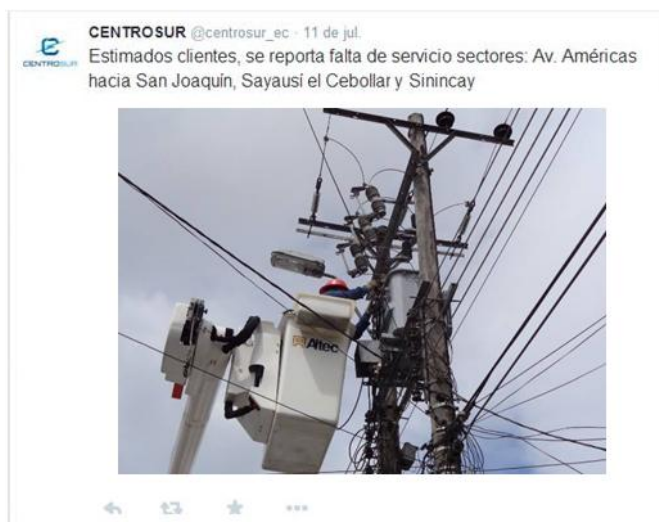 CENTROSUR @centrosur_ec · 11 de jul.
CENTROSUR
Estimados clientes, se reporta falta de servicio sectores: Av. Américas
hacia San Joaquín, Sayausí el Cebollar y Sinincay
Altec